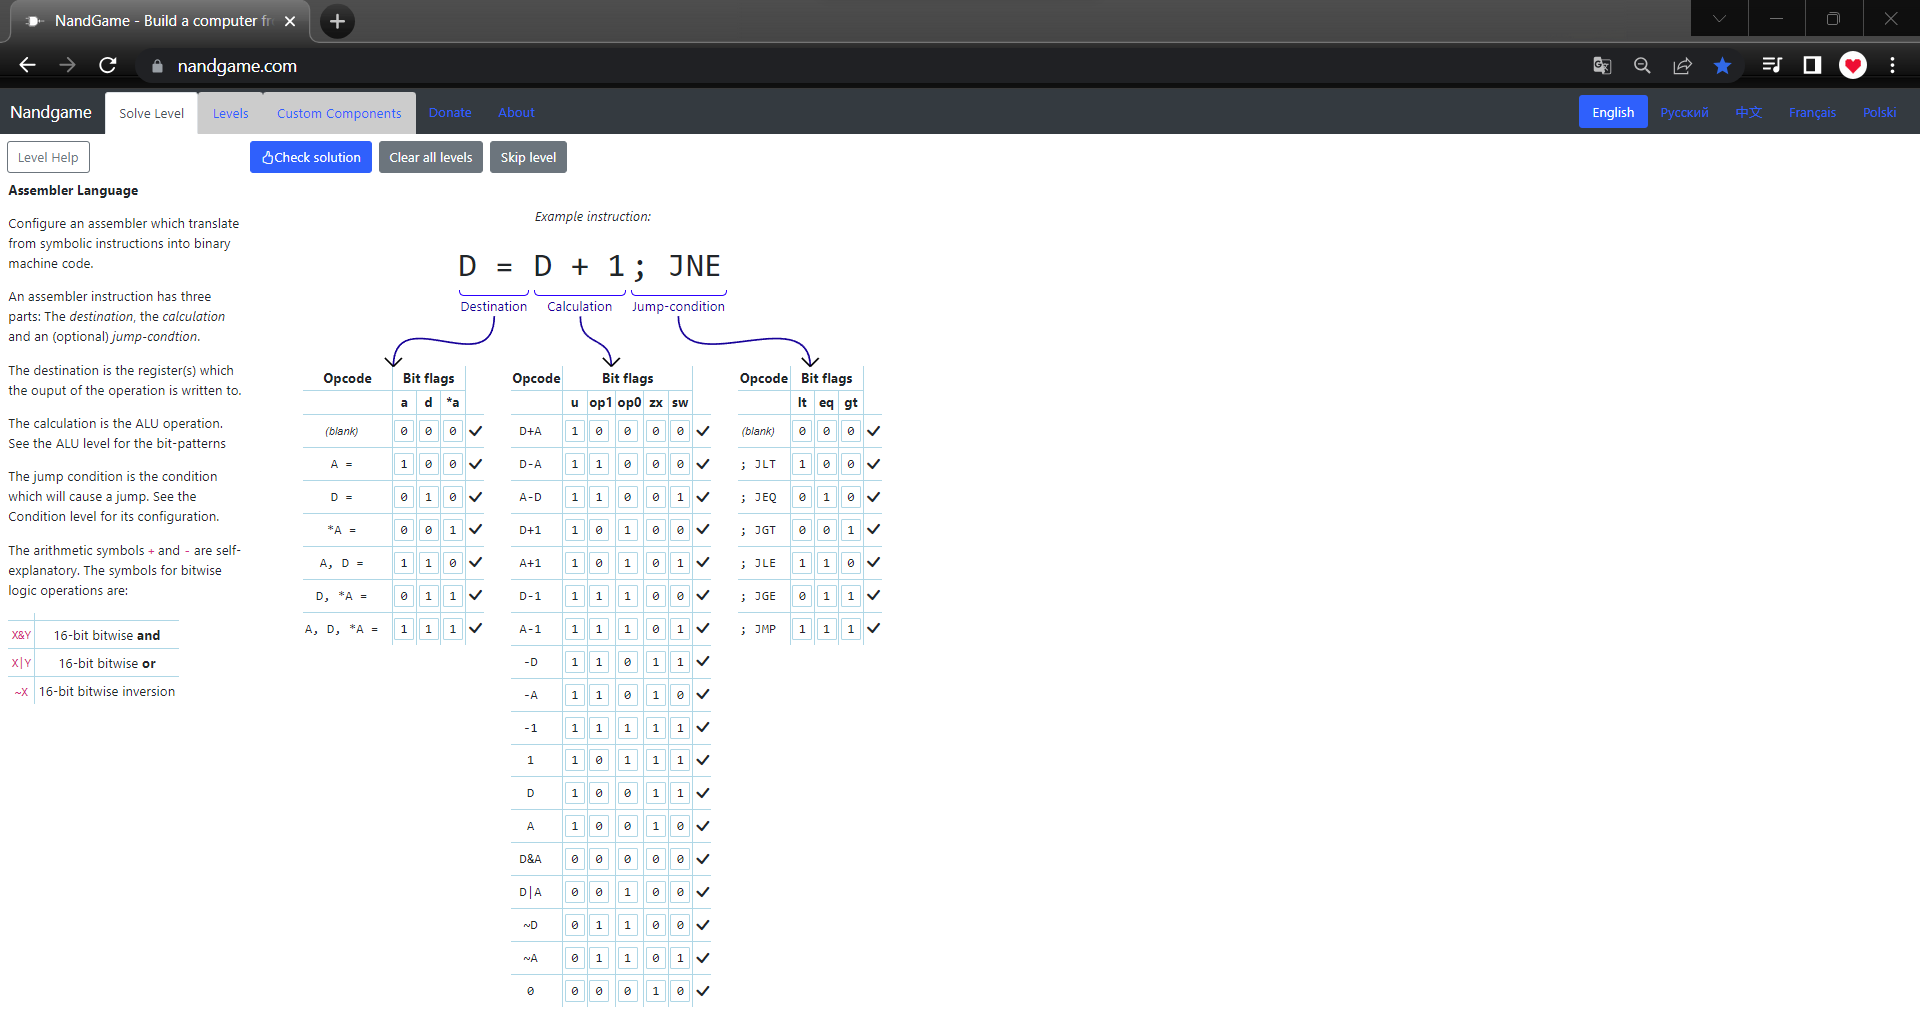 NandGame - Build a computer fr
nandgame.com
Nandgame Solve Level Levels Custom Components Donate About English Русский 中文 Français Polski
Level Help Check solution Clear all levels Skip level
Assembler Language
Configure an assembler which translate
from symbolic instructions into binary
machine code.
An assembler instruction has three
parts: The destination, the calculation
and an (optional) jump-condtion.
The destination is the register(s) which
the ouput of the operation is written to.
The calculation is the ALU operation.
See the ALU level for the bit-patterns
The jump condition is the condition
which will cause a jump. See the
Condition level for its configuration.
The arithmetic symbols + and - are self-
explanatory. The symbols for bitwise
logic operations are:
X&Y 16-bit bitwise and
X|Y 16-bit bitwise or
~X 16-bit bitwise inversion
Example instruction:
D = D + 1; JNE
Destination Calculation Jump-condition
Opcode Bit flags
a d *a
(blank) 0 0 0
A = 1 0 0
D = 0 1 0
*A = 0 0 1
A, D = 1 1 0
D, *A = 0 1 1
A, D, *A = 1 1 1
Opcode Bit flags
u op1 op0 zx sw
D+A 1 0 0 0 0
D-A 1 1 0 0 0
A-D 1 1 0 0 1
D+1 1 0 1 0 0
A+1 1 0 1 0 1
D-1 1 1 1 0 0
A-1 1 1 1 0 1
-D 1 1 0 1 1
-A 1 1 0 1 0
-1 1 1 1 1 1
1 1 0 1 1 1
D 1 0 0 1 1
A 1 0 0 1 0
D&A 0 0 0 0 0
D|A 0 0 1 0 0
~D 0 1 1 0 0
~A 0 1 1 0 1
0 0 0 0 1 0
Opcode Bit flags
lt eq gt
(blank) 0 0 0
; JLT 1 0 0
; JEQ 0 1 0
; JGT 0 0 1
; JLE 1 1 0
; JGE 0 1 1
; JMP 1 1 1